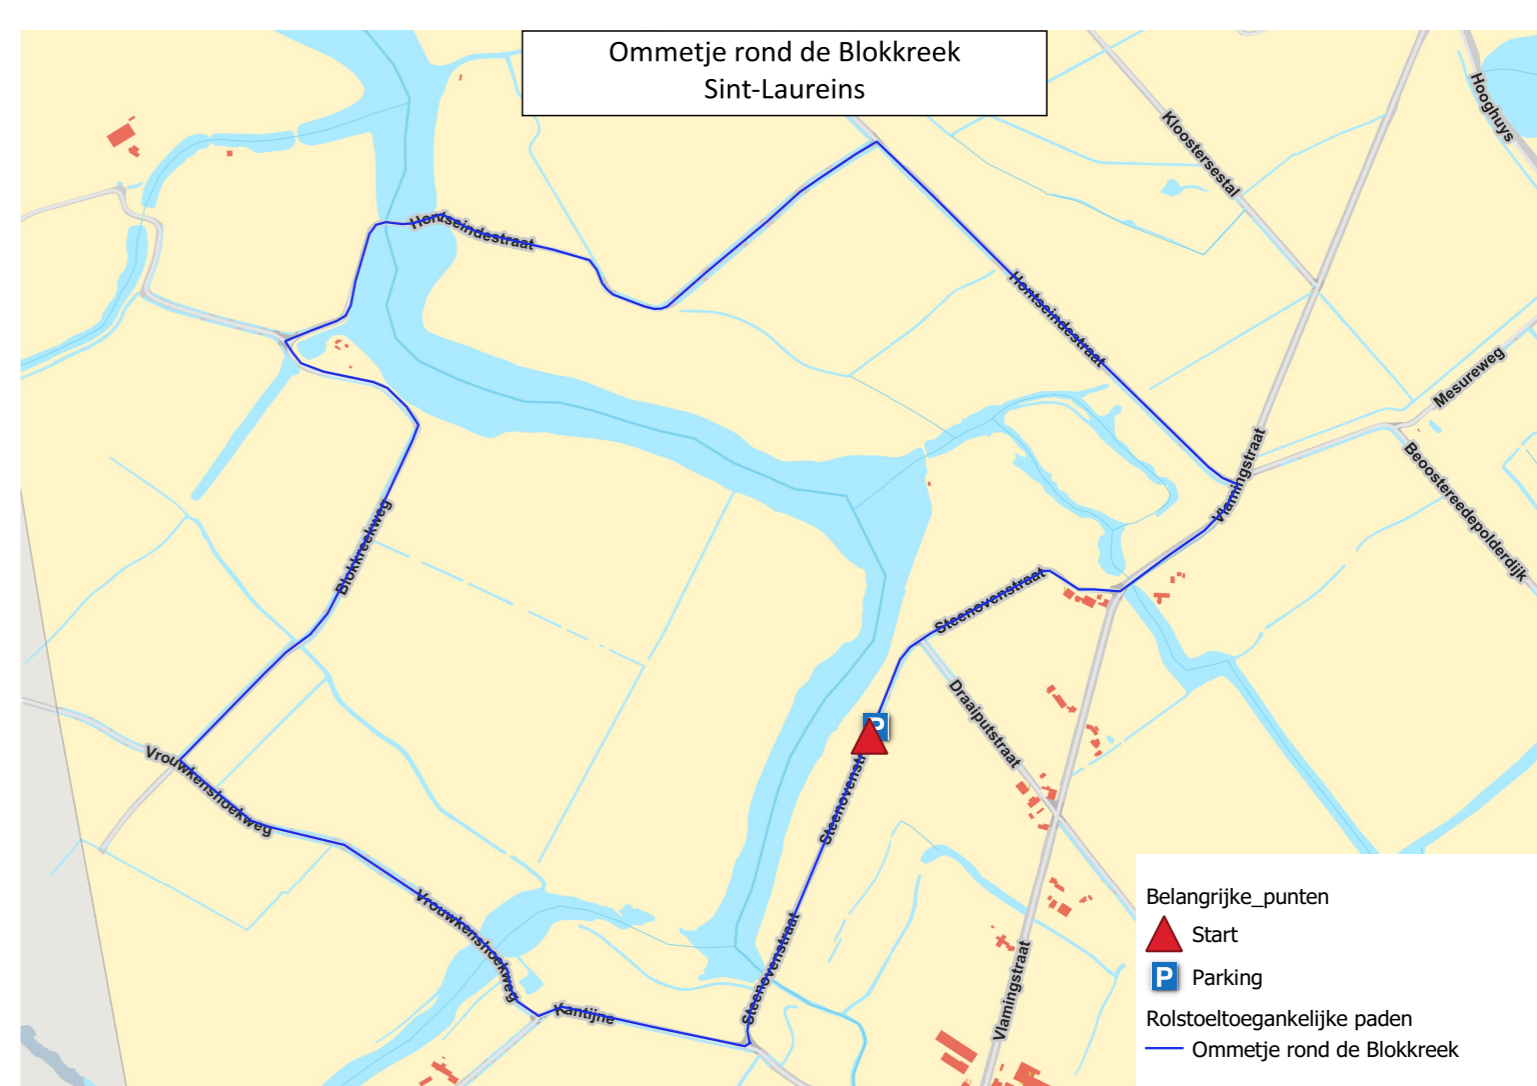 Ommetje rond de Blokkreek
Sint-Laureins
Hooghuys
Kloostersestal
Hontseindestraat
Hontseindestraat
Mesureweg
Vlamingstraat
Beoostereedepolderdijk
Blokkreekweg
Steenovenstraat
Draaiputstraat
P
Steenovenstr
Vrouwkenshoekweg
Vrouwkenshoekweg
Steenovenstraat
Kantijne
Vlamingstraat
Belangrijke_punten
Start
P Parking
Rolstoeltoegankelijke paden
Ommetje rond de Blokkreek